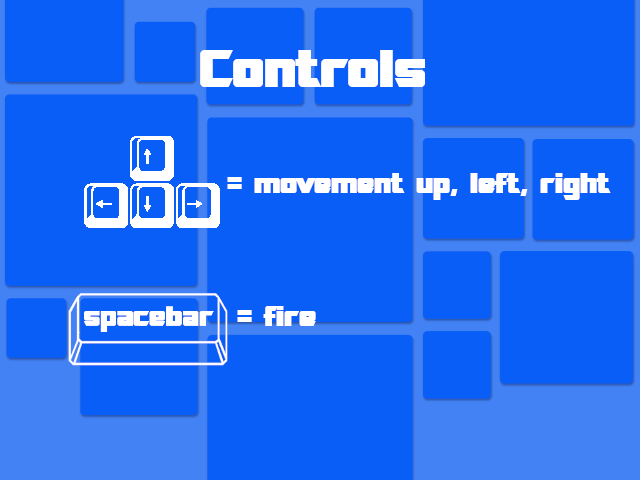 Controls
↑
← ↓ → = movement up, left, right
spacebar = fire